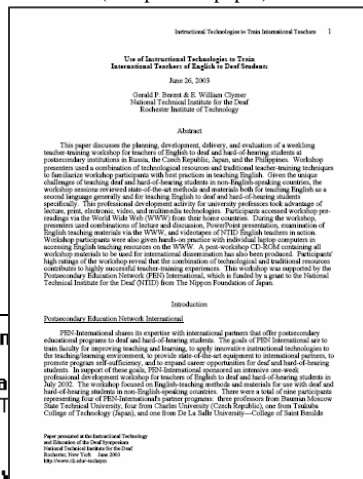 Instructional Technologies to Train International Teachers 1
Use of Instructional Technologies to Train
International Teachers of English to Deaf Students
June 26, 2003
Gerald P. Berent & E. William Clymer
National Technical Institute for the Deaf
Rochester Institute of Technology
Abstract
This paper discusses the planning, development, delivery, and evaluation of a weeklong
teacher-training workshop for teachers of English to deaf and hard-of-hearing students at
postsecondary institutions in Russia, the Czech Republic, Japan, and the Philippines. Workshop
presenters used a combination of technological resources and traditional teacher-training techniques
to familiarize workshop participants with best practices in teaching English. Given the unique
challenges of teaching deaf and hard-of-hearing students in non-English-speaking countries, the
workshop sessions reviewed state-of-the-art methods and materials both for teaching English as a
second language generally and for teaching English to deaf and hard-of-hearing students
specifically. This professional development activity for university professors took advantage of
lecture, print, electronic, video, and multimedia technologies. Participants accessed workshop pre-
readings via the World Wide Web (WWW) from their home countries. During the workshop,
presenters used combinations of lecture and discussion, PowerPoint presentation, examination of
English teaching materials via the WWW, and videotapes of NTID English teachers in action.
Workshop participants were also given hands-on practice with individual laptop computers in
accessing English teaching resources on the WWW. A post-workshop CD-ROM containing all
workshop materials to be used for international dissemination has also been produced. Participants'
high ratings of the workshop reveal that the combination of technological and traditional resources
contributes to highly successful teacher-training experiences. This workshop was supported by the
Postsecondary Education Network (PEN) International, which is funded by a grant to the National
Technical Institute for the Deaf (NTID) from The Nippon Foundation of Japan.
Introduction
Postsecondary Education Network International
PEN-International shares its expertise with international partners that offer postsecondary
educational programs to deaf and hard-of-hearing students. The goals of PEN International are to
train faculty for improving teaching and learning, to apply innovative instructional technologies to
the teaching/learning environment, to provide state-of-the-art equipment to international partners, to
promote program self-sufficiency, and to expand career opportunities for deaf and hard-of-hearing
students. In support of these goals, PEN-International sponsored an intensive one-week
professional development workshop for teachers of English to deaf and hard-of-hearing students in
July 2002. The workshop focused on English-teaching methods and materials for use with deaf and
hard-of-hearing students in non-English-speaking countries. There were a total of nine participants
representing four of PEN-International's partner programs: three professors from Bauman Moscow
State Technical University, four from Charles University (Czech Republic), one from Tsukuba
College of Technology (Japan), and one from De La Salle University—College of Saint Benilde
Paper presented at the Instructional Technology
and Education of the Deaf Symposium
National Technical Institute for the Deaf
Rochester, New York June 2003